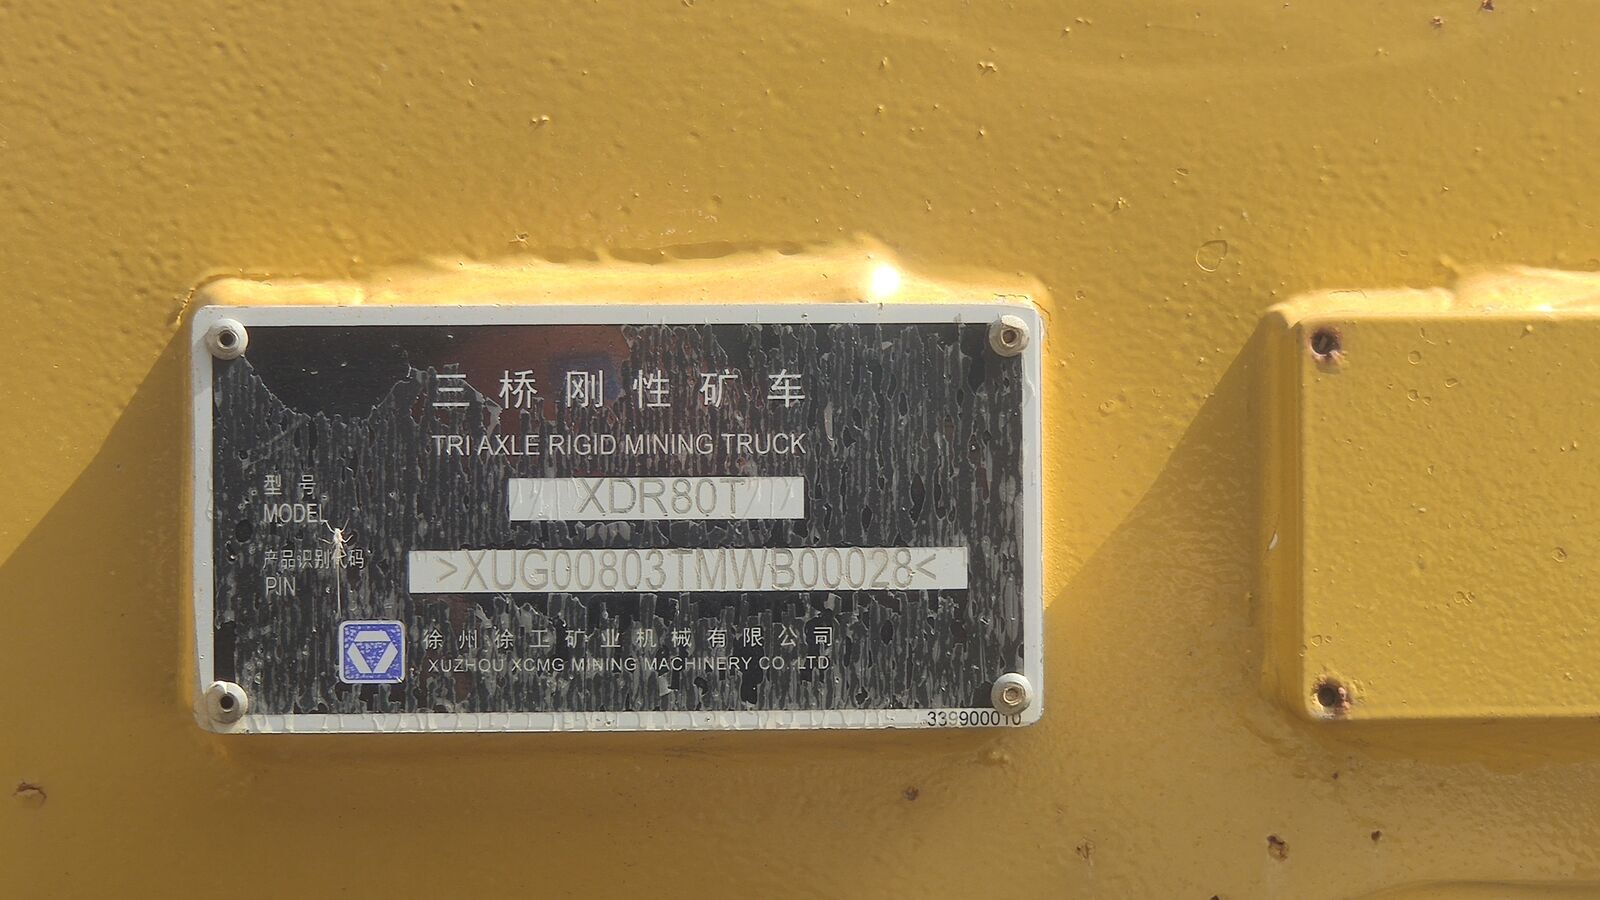 三桥刚性矿车
TRI AXLE RIGID MINING TRUCK
型号
MODEL
XDR80T
产品识别代码
PIN
>XUG00803TMWB00028<
徐州徐工矿业机械有限公司
XUZHOU XCMG MINING MACHINERY CO.,LTD.
339900010